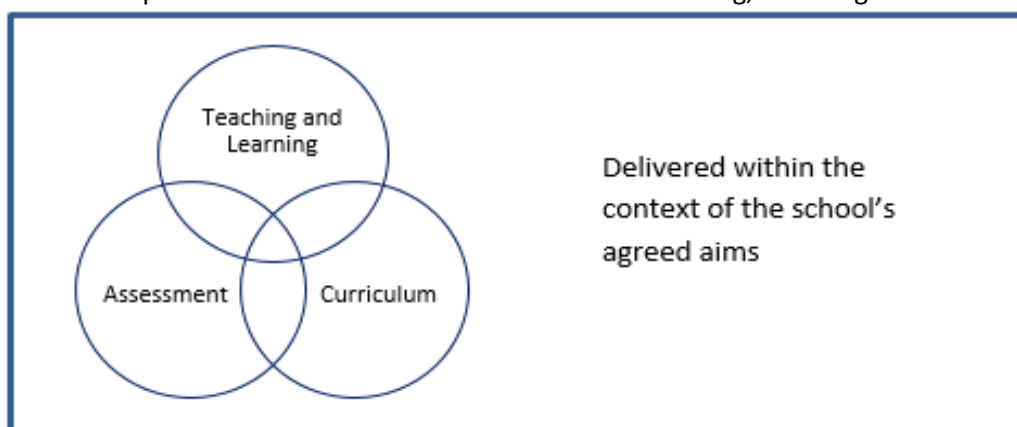 Teaching and
Learning
Delivered within the
context of the school's
agreed aims
Assessment
Curriculum